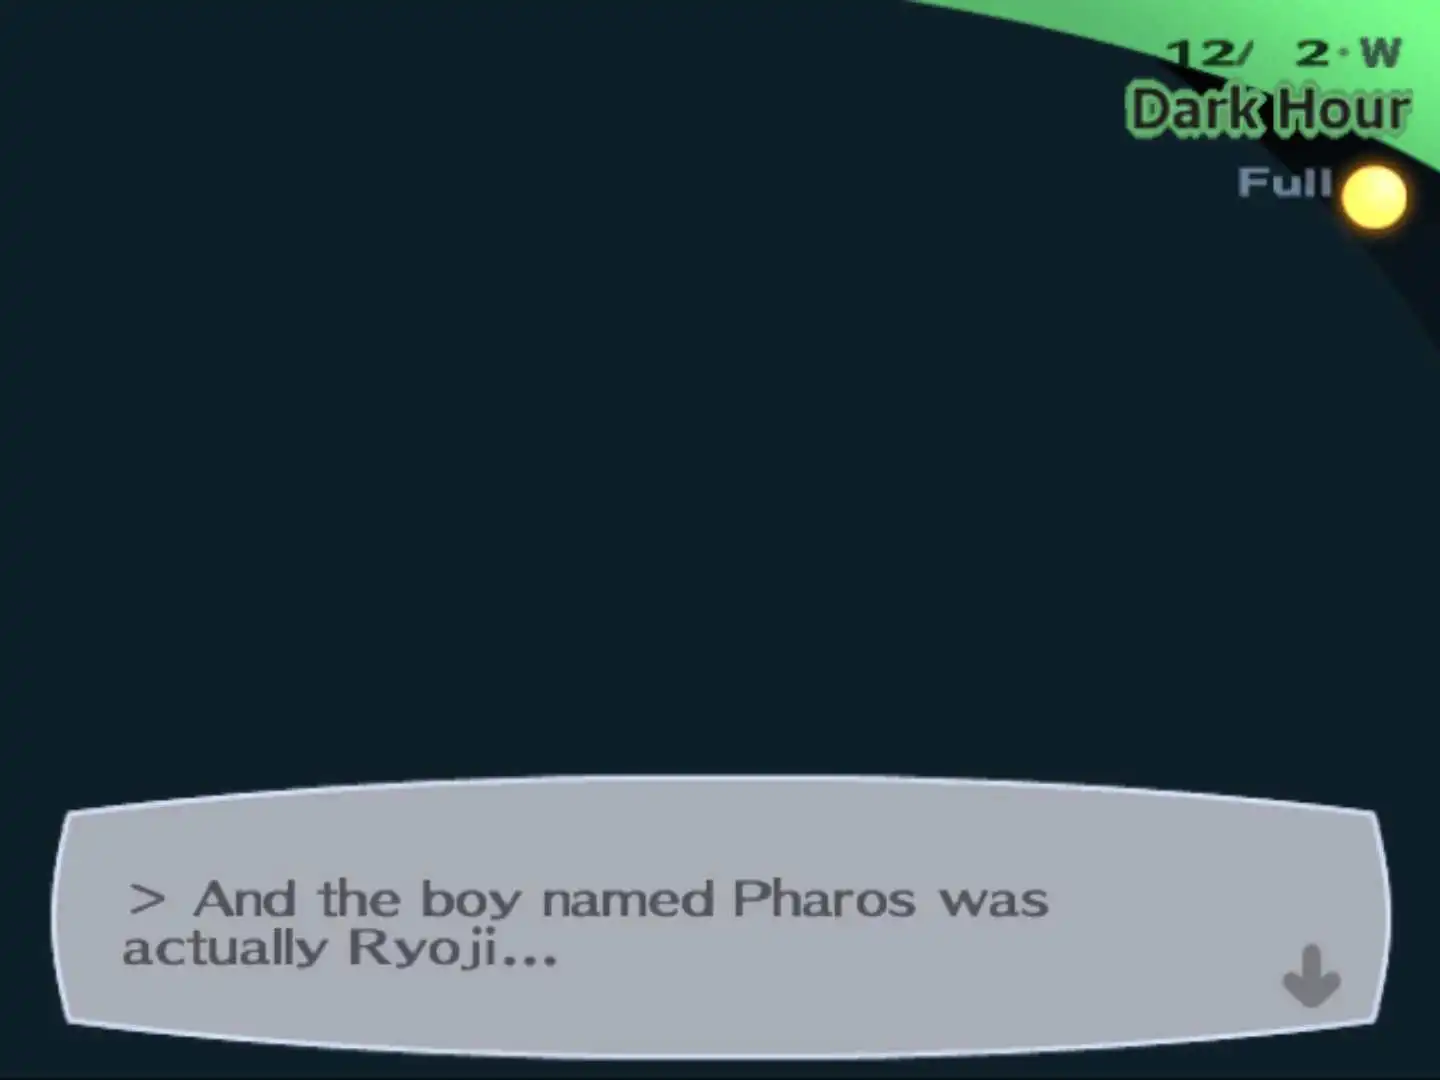 12/ 2·W
Dark Hour
Full
> And the boy named Pharos was
actually Ryoji...